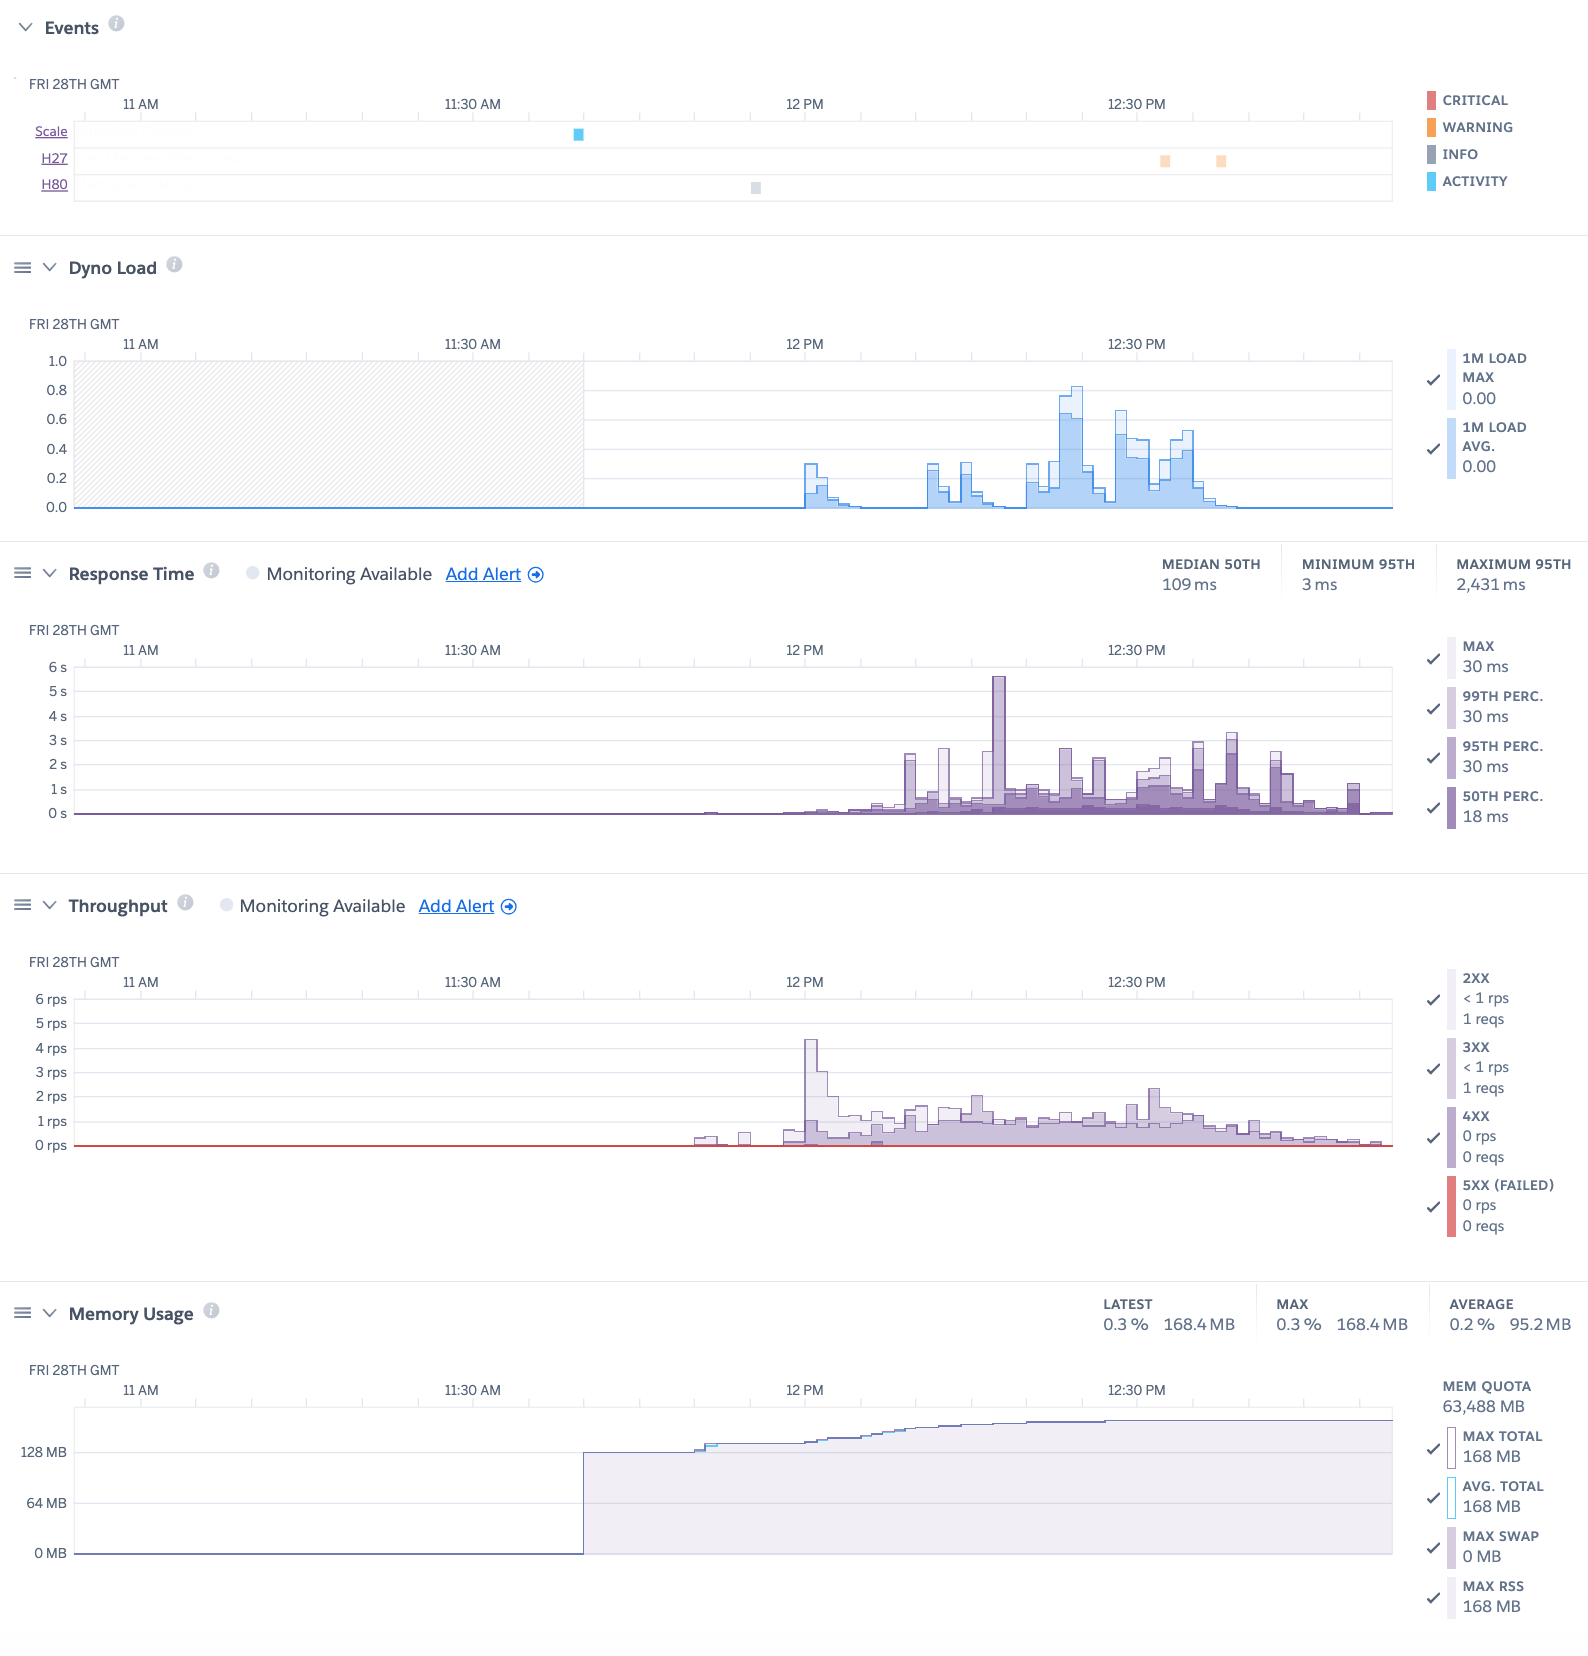 Events
FRI 28TH GMT
11 AM 11:30 AM 12 PM 12:30 PM
Scale
H27
H80
CRITICAL
WARNING
INFO
ACTIVITY
Dyno Load
FRI 28TH GMT
11 AM 11:30 AM 12 PM 12:30 PM
1.0
0.8
0.6
0.4
0.2
0.0
1M LOAD
MAX
0.00
1M LOAD
AVG.
0.00
Response Time Monitoring Available Add Alert
MEDIAN 50TH
109 ms
MINIMUM 95TH
3 ms
MAXIMUM 95TH
2,431 ms
FRI 28TH GMT
11 AM 11:30 AM 12 PM 12:30 PM
6 s
5 s
4 s
3 s
2 s
1 s
0 s
MAX
30 ms
99TH PERC.
30 ms
95TH PERC.
30 ms
50TH PERC.
18 ms
Throughput Monitoring Available Add Alert
FRI 28TH GMT
11 AM 11:30 AM 12 PM 12:30 PM
6 rps
5 rps
4 rps
3 rps
2 rps
1 rps
0 rps
2XX
< 1 rps
1 reqs
3XX
< 1 rps
1 reqs
4XX
0 rps
0 reqs
5XX (FAILED)
0 rps
0 reqs
Memory Usage
LATEST
0.3 % 168.4 MB
MAX
0.3 % 168.4 MB
AVERAGE
0.2 % 95.2 MB
FRI 28TH GMT
11 AM 11:30 AM 12 PM 12:30 PM
128 MB
64 MB
0 MB
MEM QUOTA
63,488 MB
MAX TOTAL
168 MB
AVG. TOTAL
168 MB
MAX SWAP
0 MB
MAX RSS
168 MB